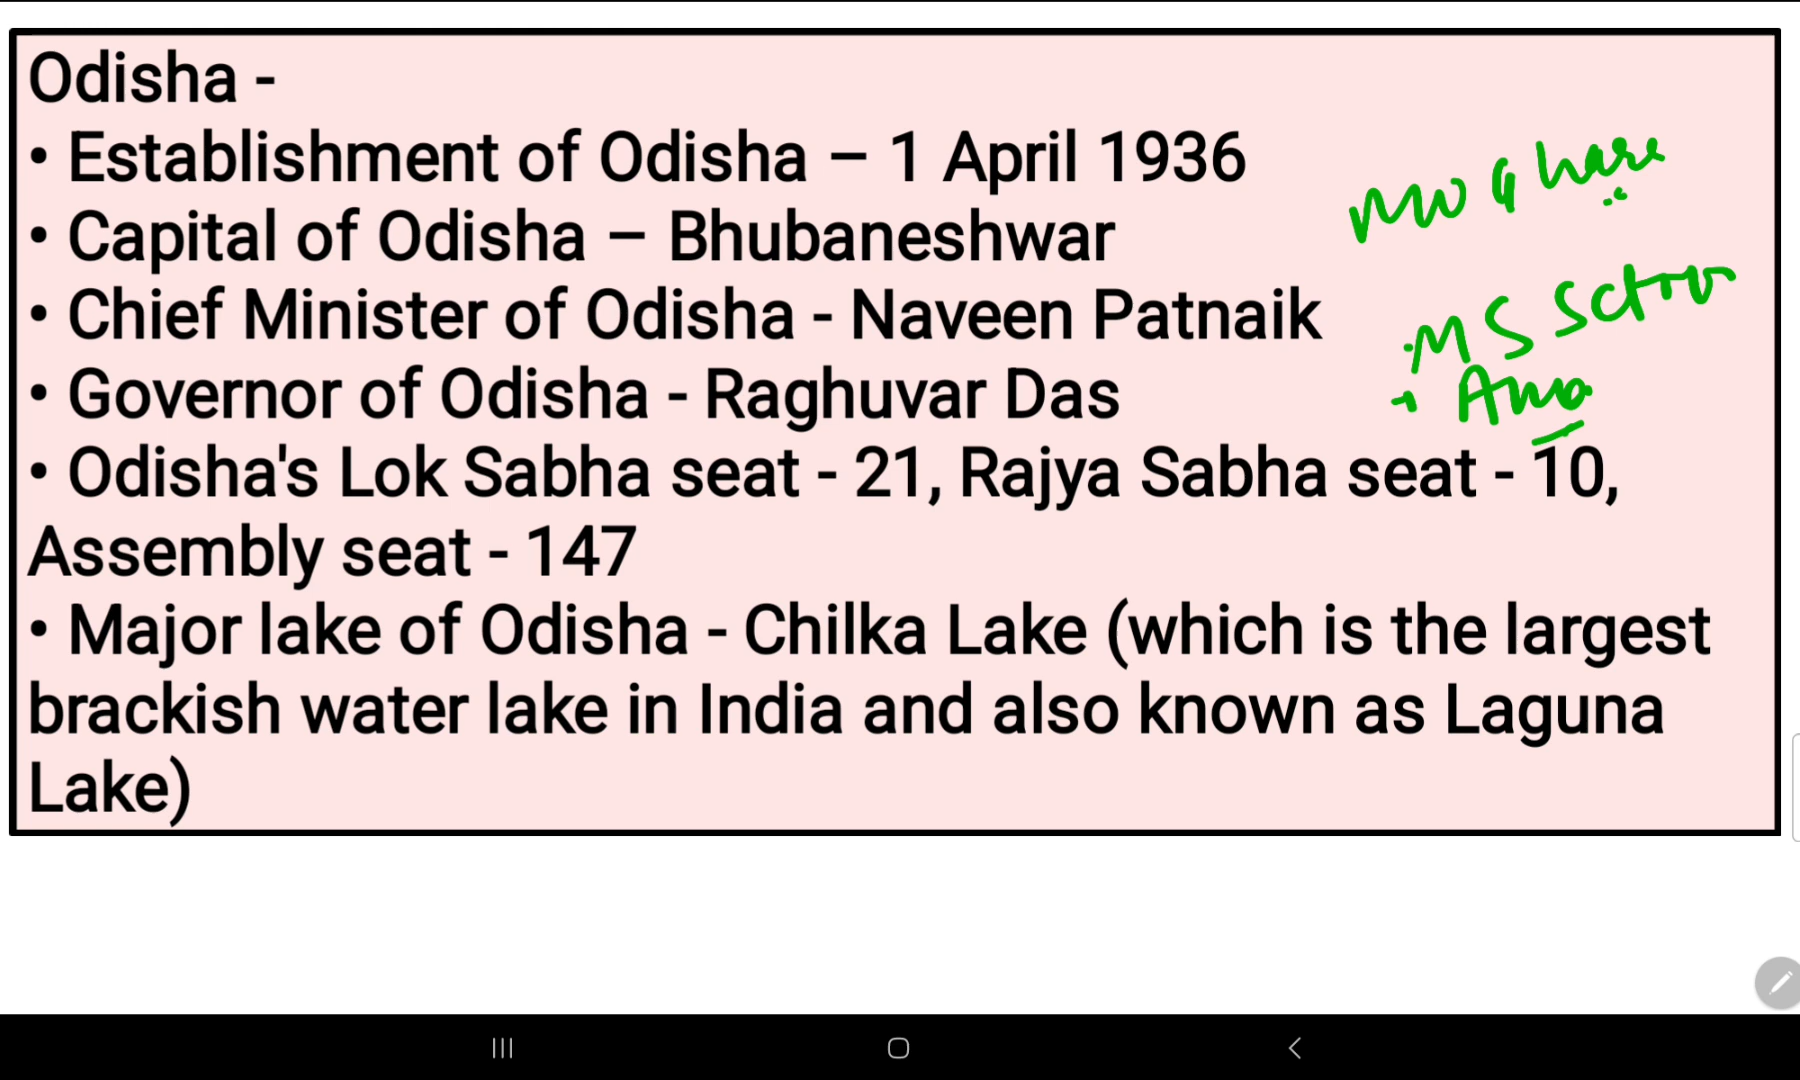 Odisha -
• Establishment of Odisha – 1 April 1936
• Capital of Odisha – Bhubaneshwar
• Chief Minister of Odisha - Naveen Patnaik
• Governor of Odisha - Raghuvar Das
• Odisha's Lok Sabha seat - 21, Rajya Sabha seat - 10,
Assembly seat - 147
• Major lake of Odisha - Chilka Lake (which is the largest
brackish water lake in India and also known as Laguna
Lake)